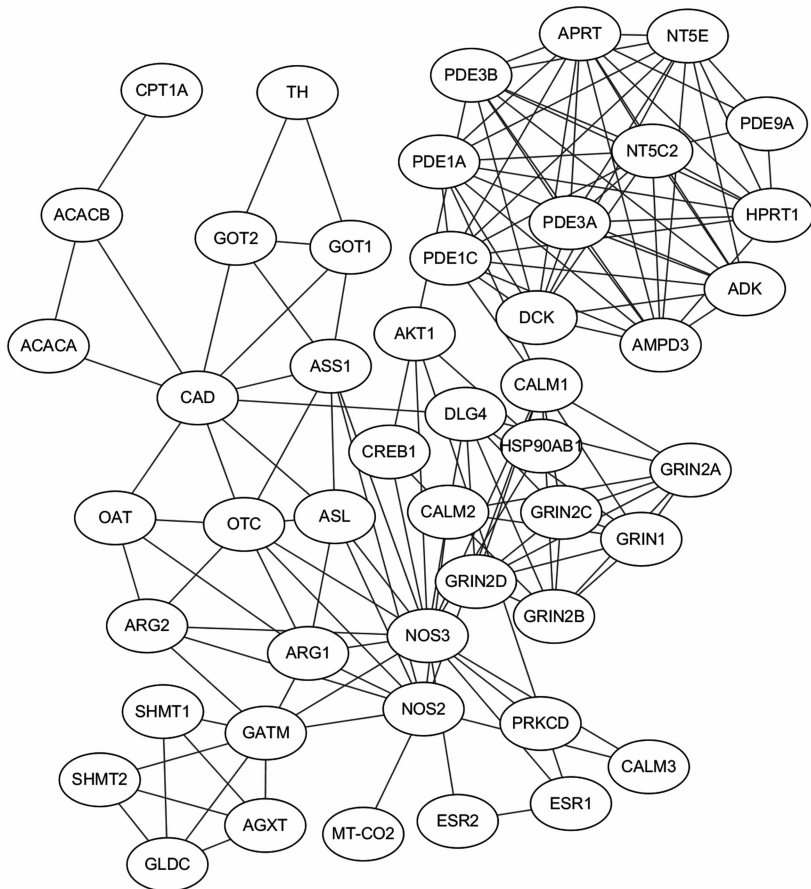 APRT
NT5E
PDE3B
CPT1A
TH
PDE9A
NT5C2
PDE1A
ACACB
HPRT1
PDE3A
GOT2
GOT1
PDE1C
ADK
DCK
AKT1
ACACA
AMPD3
ASS1
CALM1
CAD
DLG4
HSP90AB1
CREB1
GRIN2A
CALM2
GRIN2C
OAT
OTC
ASL
GRIN1
GRIN2D
GRIN2B
ARG2
NOS3
ARG1
SHMT1
NOS2
PRKCD
GATM
CALM3
SHMT2
ESR1
AGXT
ESR2
MT-CO2
GLDC